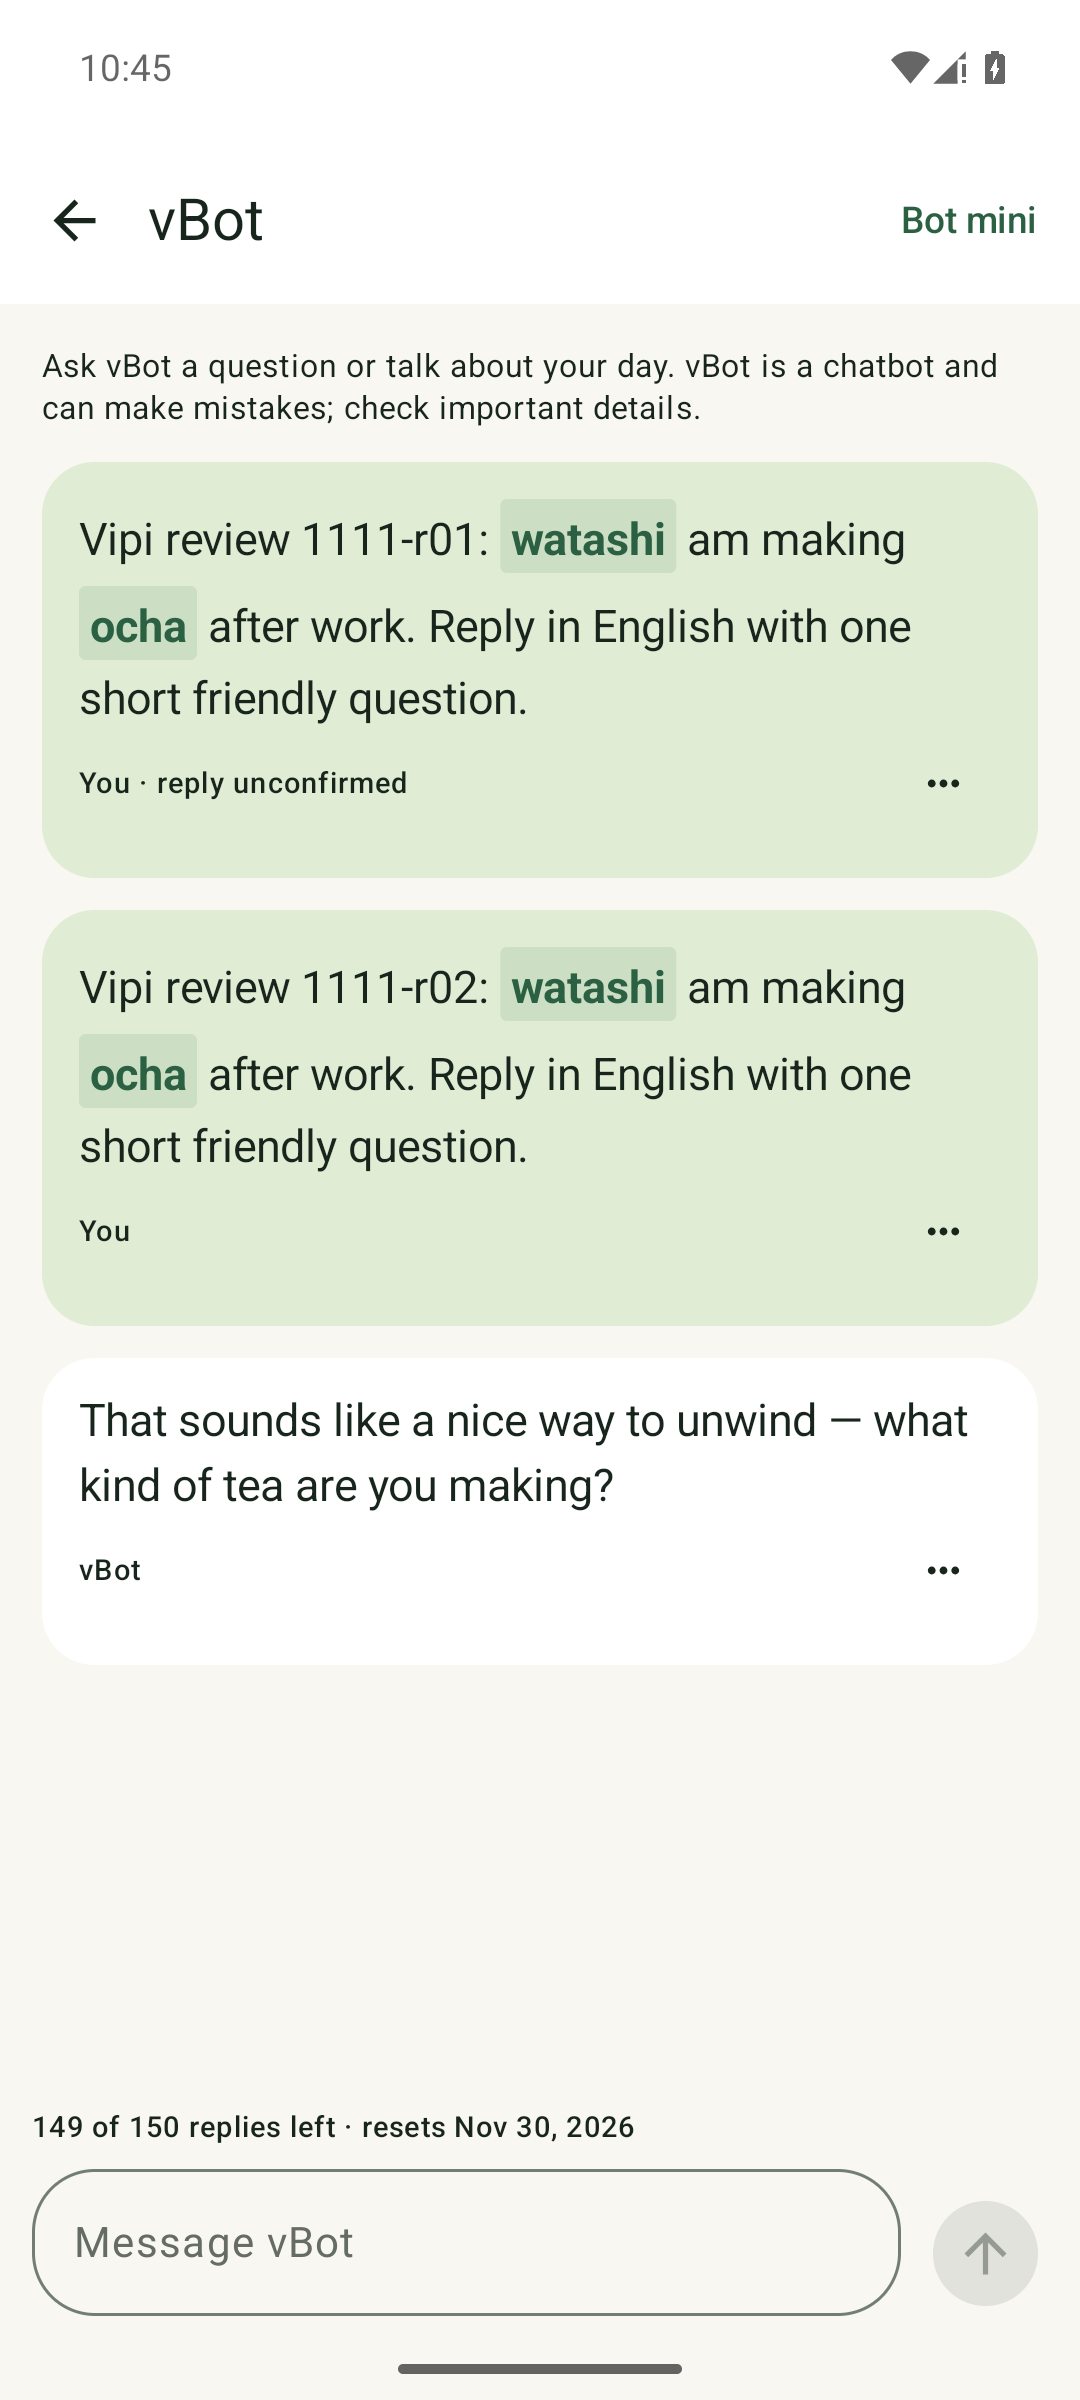 10:45
vBot
Bot mini
Ask vBot a question or talk about your day. vBot is a chatbot and
can make mistakes; check important details.
Vipi review 1111-r01: watashi am making
ocha after work. Reply in English with one
short friendly question.
You · reply unconfirmed
Vipi review 1111-r02: watashi am making
ocha after work. Reply in English with one
short friendly question.
You
That sounds like a nice way to unwind — what
kind of tea are you making?
vBot
149 of 150 replies left · resets Nov 30, 2026
Message vBot